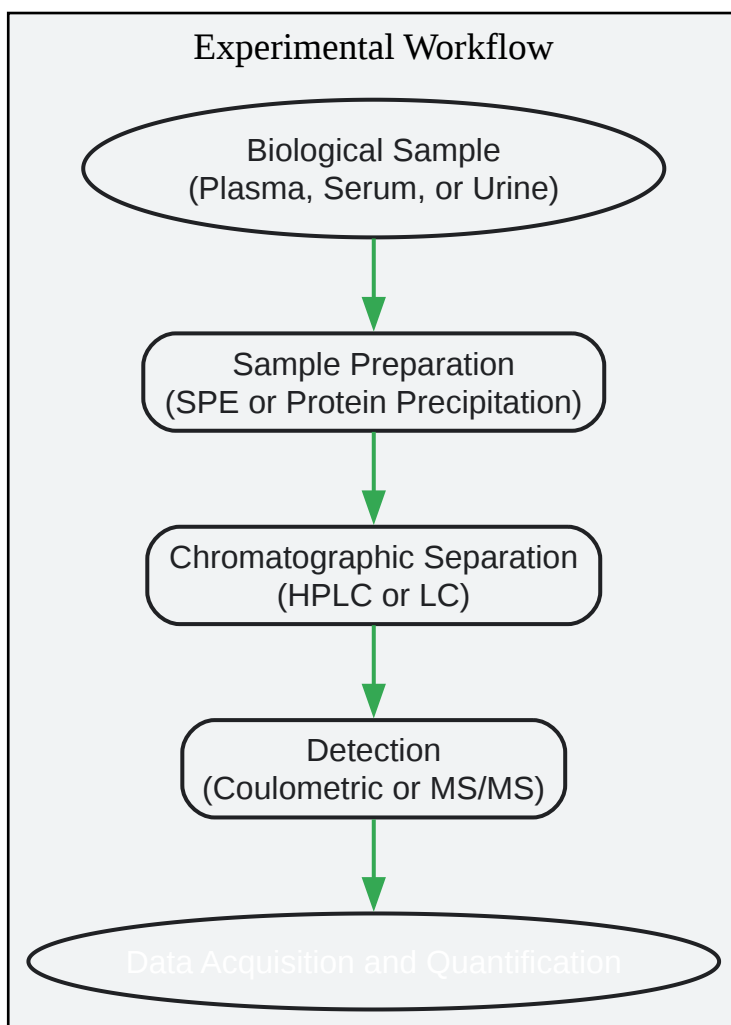 Experimental Workflow
Biological Sample
(Plasma, Serum, or Urine)
Sample Preparation
(SPE or Protein Precipitation)
Chromatographic Separation
(HPLC or LC)
Detection
(Coulometric or MS/MS)
Data Acquisition and Quantification